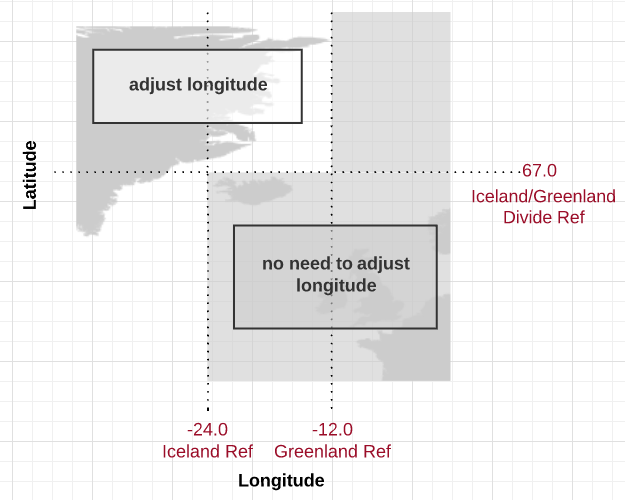 adjust longitude
Latitude
67.0
Iceland/Greenland
Divide Ref
no need to adjust
longitude
-24.0
Iceland Ref
-12.0
Greenland Ref
Longitude